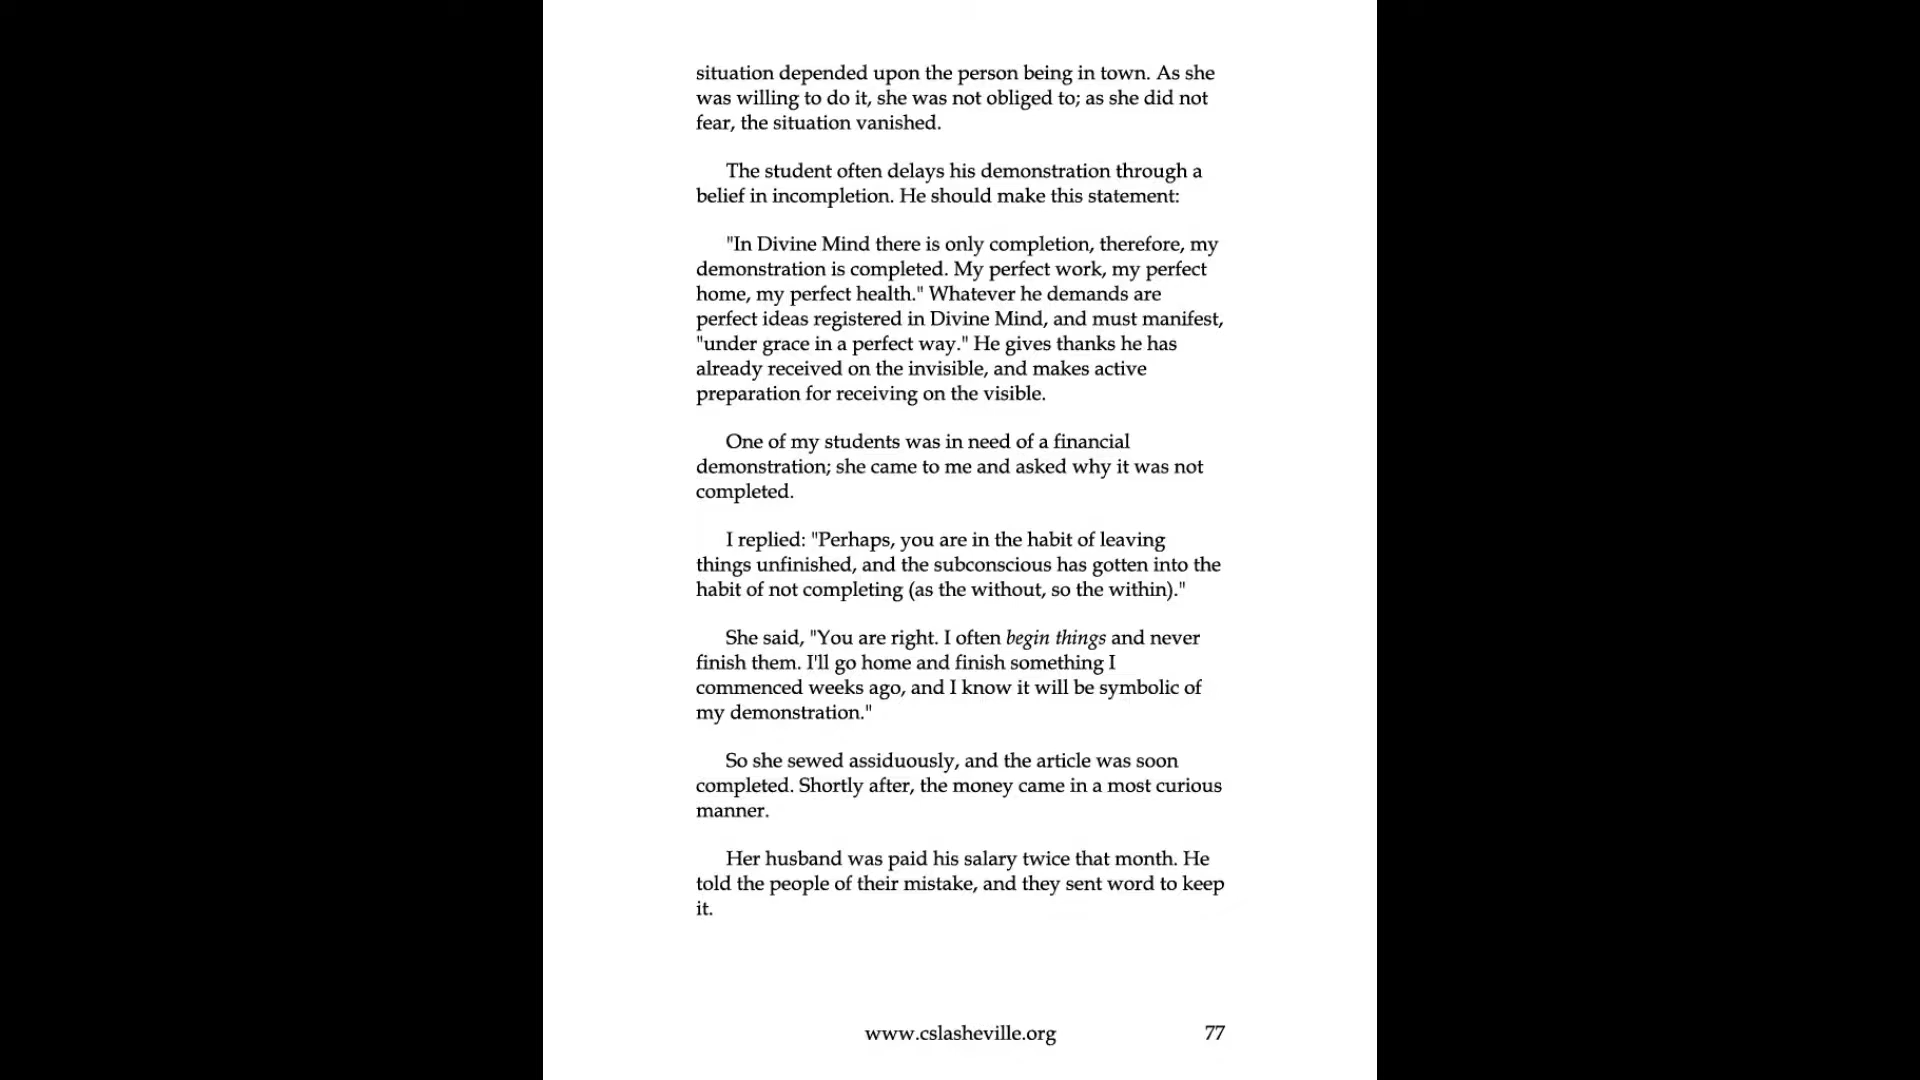 situation depended upon the person being in town. As she
was willing to do it, she was not obliged to; as she did not
fear, the situation vanished.
The student often delays his demonstration through a
belief in incompletion. He should make this statement:
"In Divine Mind there is only completion, therefore, my
demonstration is completed. My perfect work, my perfect
home, my perfect health." Whatever he demands are
perfect ideas registered in Divine Mind, and must manifest,
"under grace in a perfect way." He gives thanks he has
already received on the invisible, and makes active
preparation for receiving on the visible.
One of my students was in need of a financial
demonstration; she came to me and asked why it was not
completed.
I replied: "Perhaps, you are in the habit of leaving
things unfinished, and the subconscious has gotten into the
habit of not completing (as the without, so the within)."
She said, "You are right. I often begin things and never
finish them. I'll go home and finish something I
commenced weeks ago, and I know it will be symbolic of
my demonstration."
So she sewed assiduously, and the article was soon
completed. Shortly after, the money came in a most curious
manner.
Her husband was paid his salary twice that month. He
told the people of their mistake, and they sent word to keep
it.
www.cslasheville.org 77